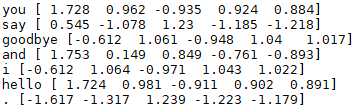 you [ 1.728  0.962 -0.935  0.924  0.884]
say [ 0.545 -1.078  1.23  -1.185 -1.218]
goodbye [-0.612  1.061 -0.948  1.04   1.017]
and [ 1.753  0.149  0.849 -0.761 -0.893]
i [-0.612  1.064 -0.971  1.043  1.022]
hello [ 1.724  0.981 -0.911  0.902  0.891]
. [-1.617 -1.317  1.239 -1.223 -1.179]